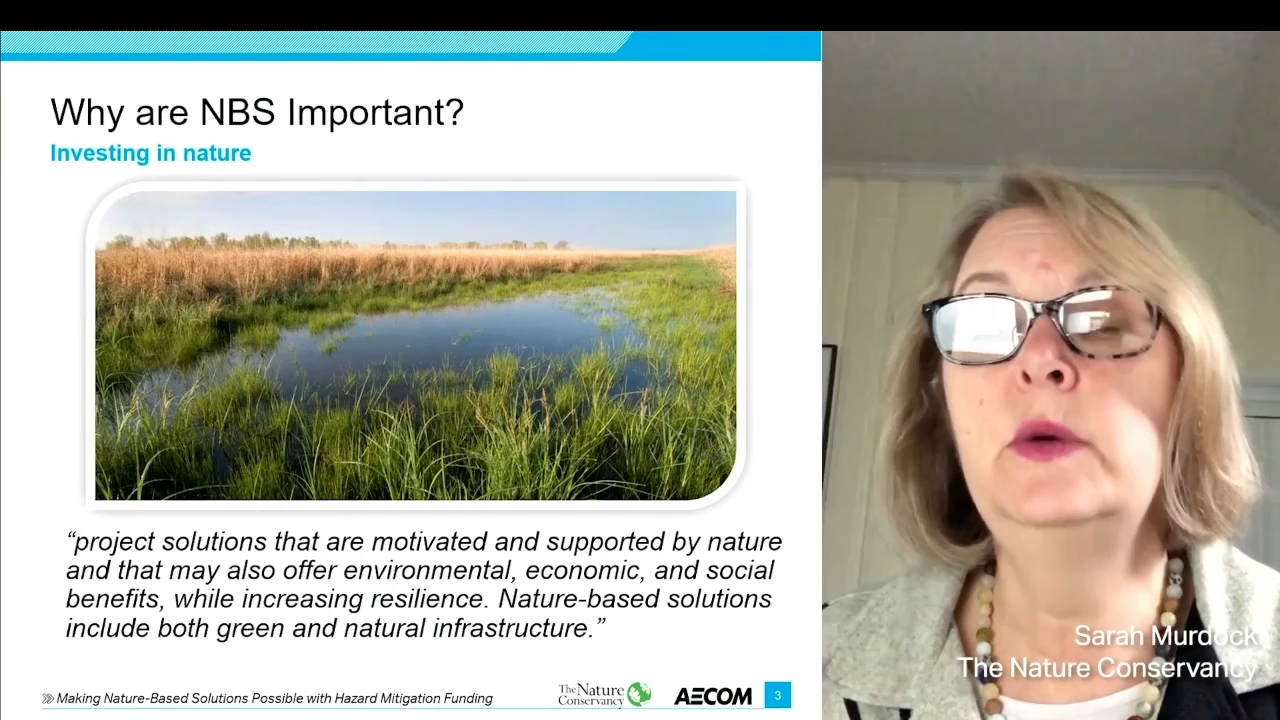 Why are NBS Important?
Investing in nature
“project solutions that are motivated and supported by nature
and that may also offer environmental, economic, and social
benefits, while increasing resilience. Nature-based solutions
include both green and natural infrastructure.”
Making Nature-Based Solutions Possible with Hazard Mitigation Funding
The Nature
Conservancy
AECOM
3
Sarah Murdock
The Nature Conservancy